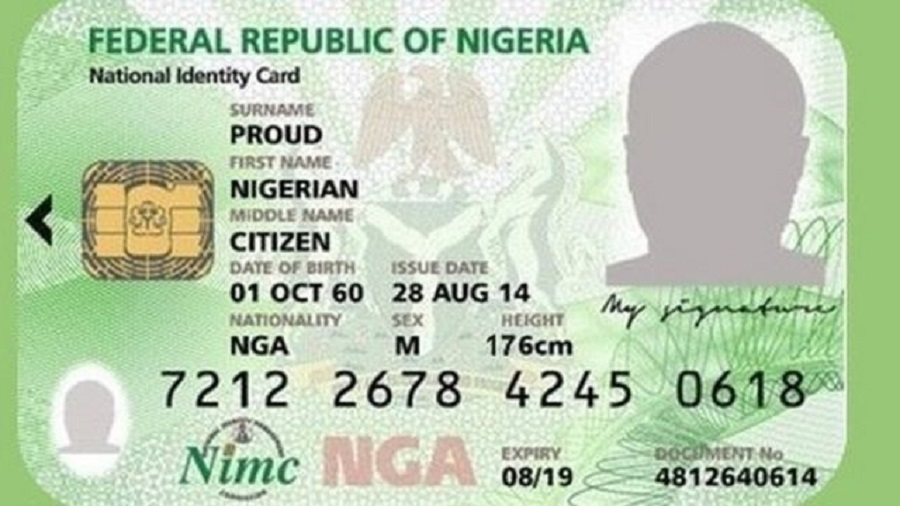 FEDERAL REPUBLIC OF NIGERIA
National Identity Card
SURNAME
PROUD
FIRST NAME
NIGERIAN
MIDDLE NAME
CITIZEN
DATE OF BIRTH ISSUE DATE
01 OCT 60 28 AUG 14
NATIONALITY SEX HEIGHT
NGA M 176cm
My signature
7212 2678 4245 0618
Nimc NGA
EXPIRY DOCUMENT No
08/19 4812640614